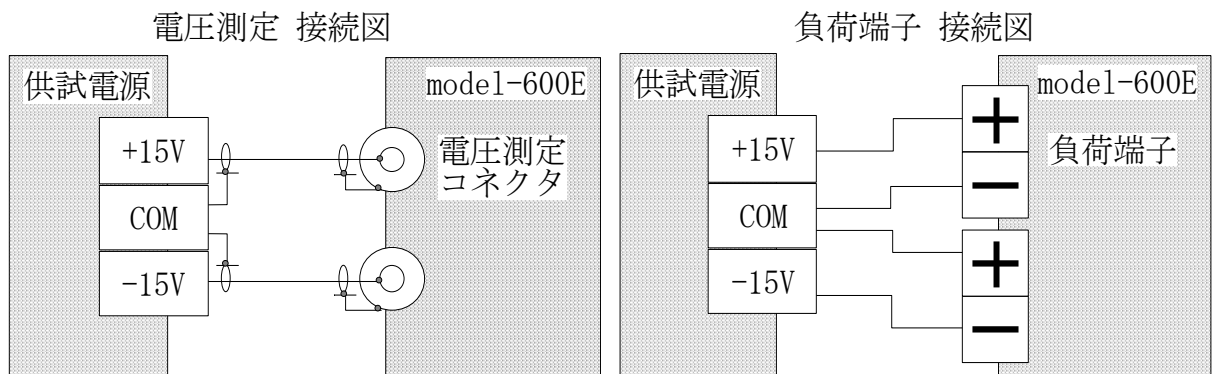 電圧測定 接続図
供試電源
model-600E
+15V
COM
-15V
電圧測定
コネクタ
負荷端子 接続図
供試電源
model-600E
+15V
COM
-15V
負荷端子
+
−
+
−